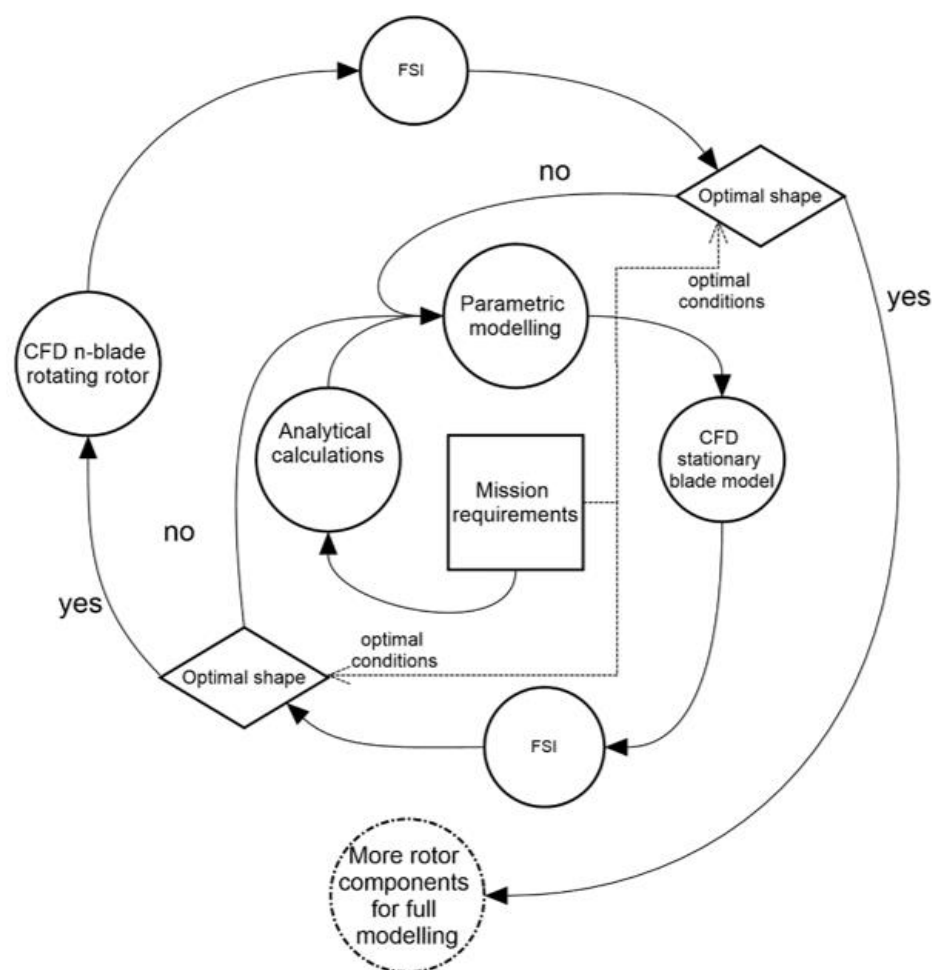 FSI
no
Optimal shape
optimal
conditions
yes
Parametric
modelling
CFD n-blade
rotating rotor
Analytical
calculations
CFD
stationary
blade model
Mission
requirements
no
yes
optimal
conditions
Optimal shape
FSI
More rotor
components
for full
modelling